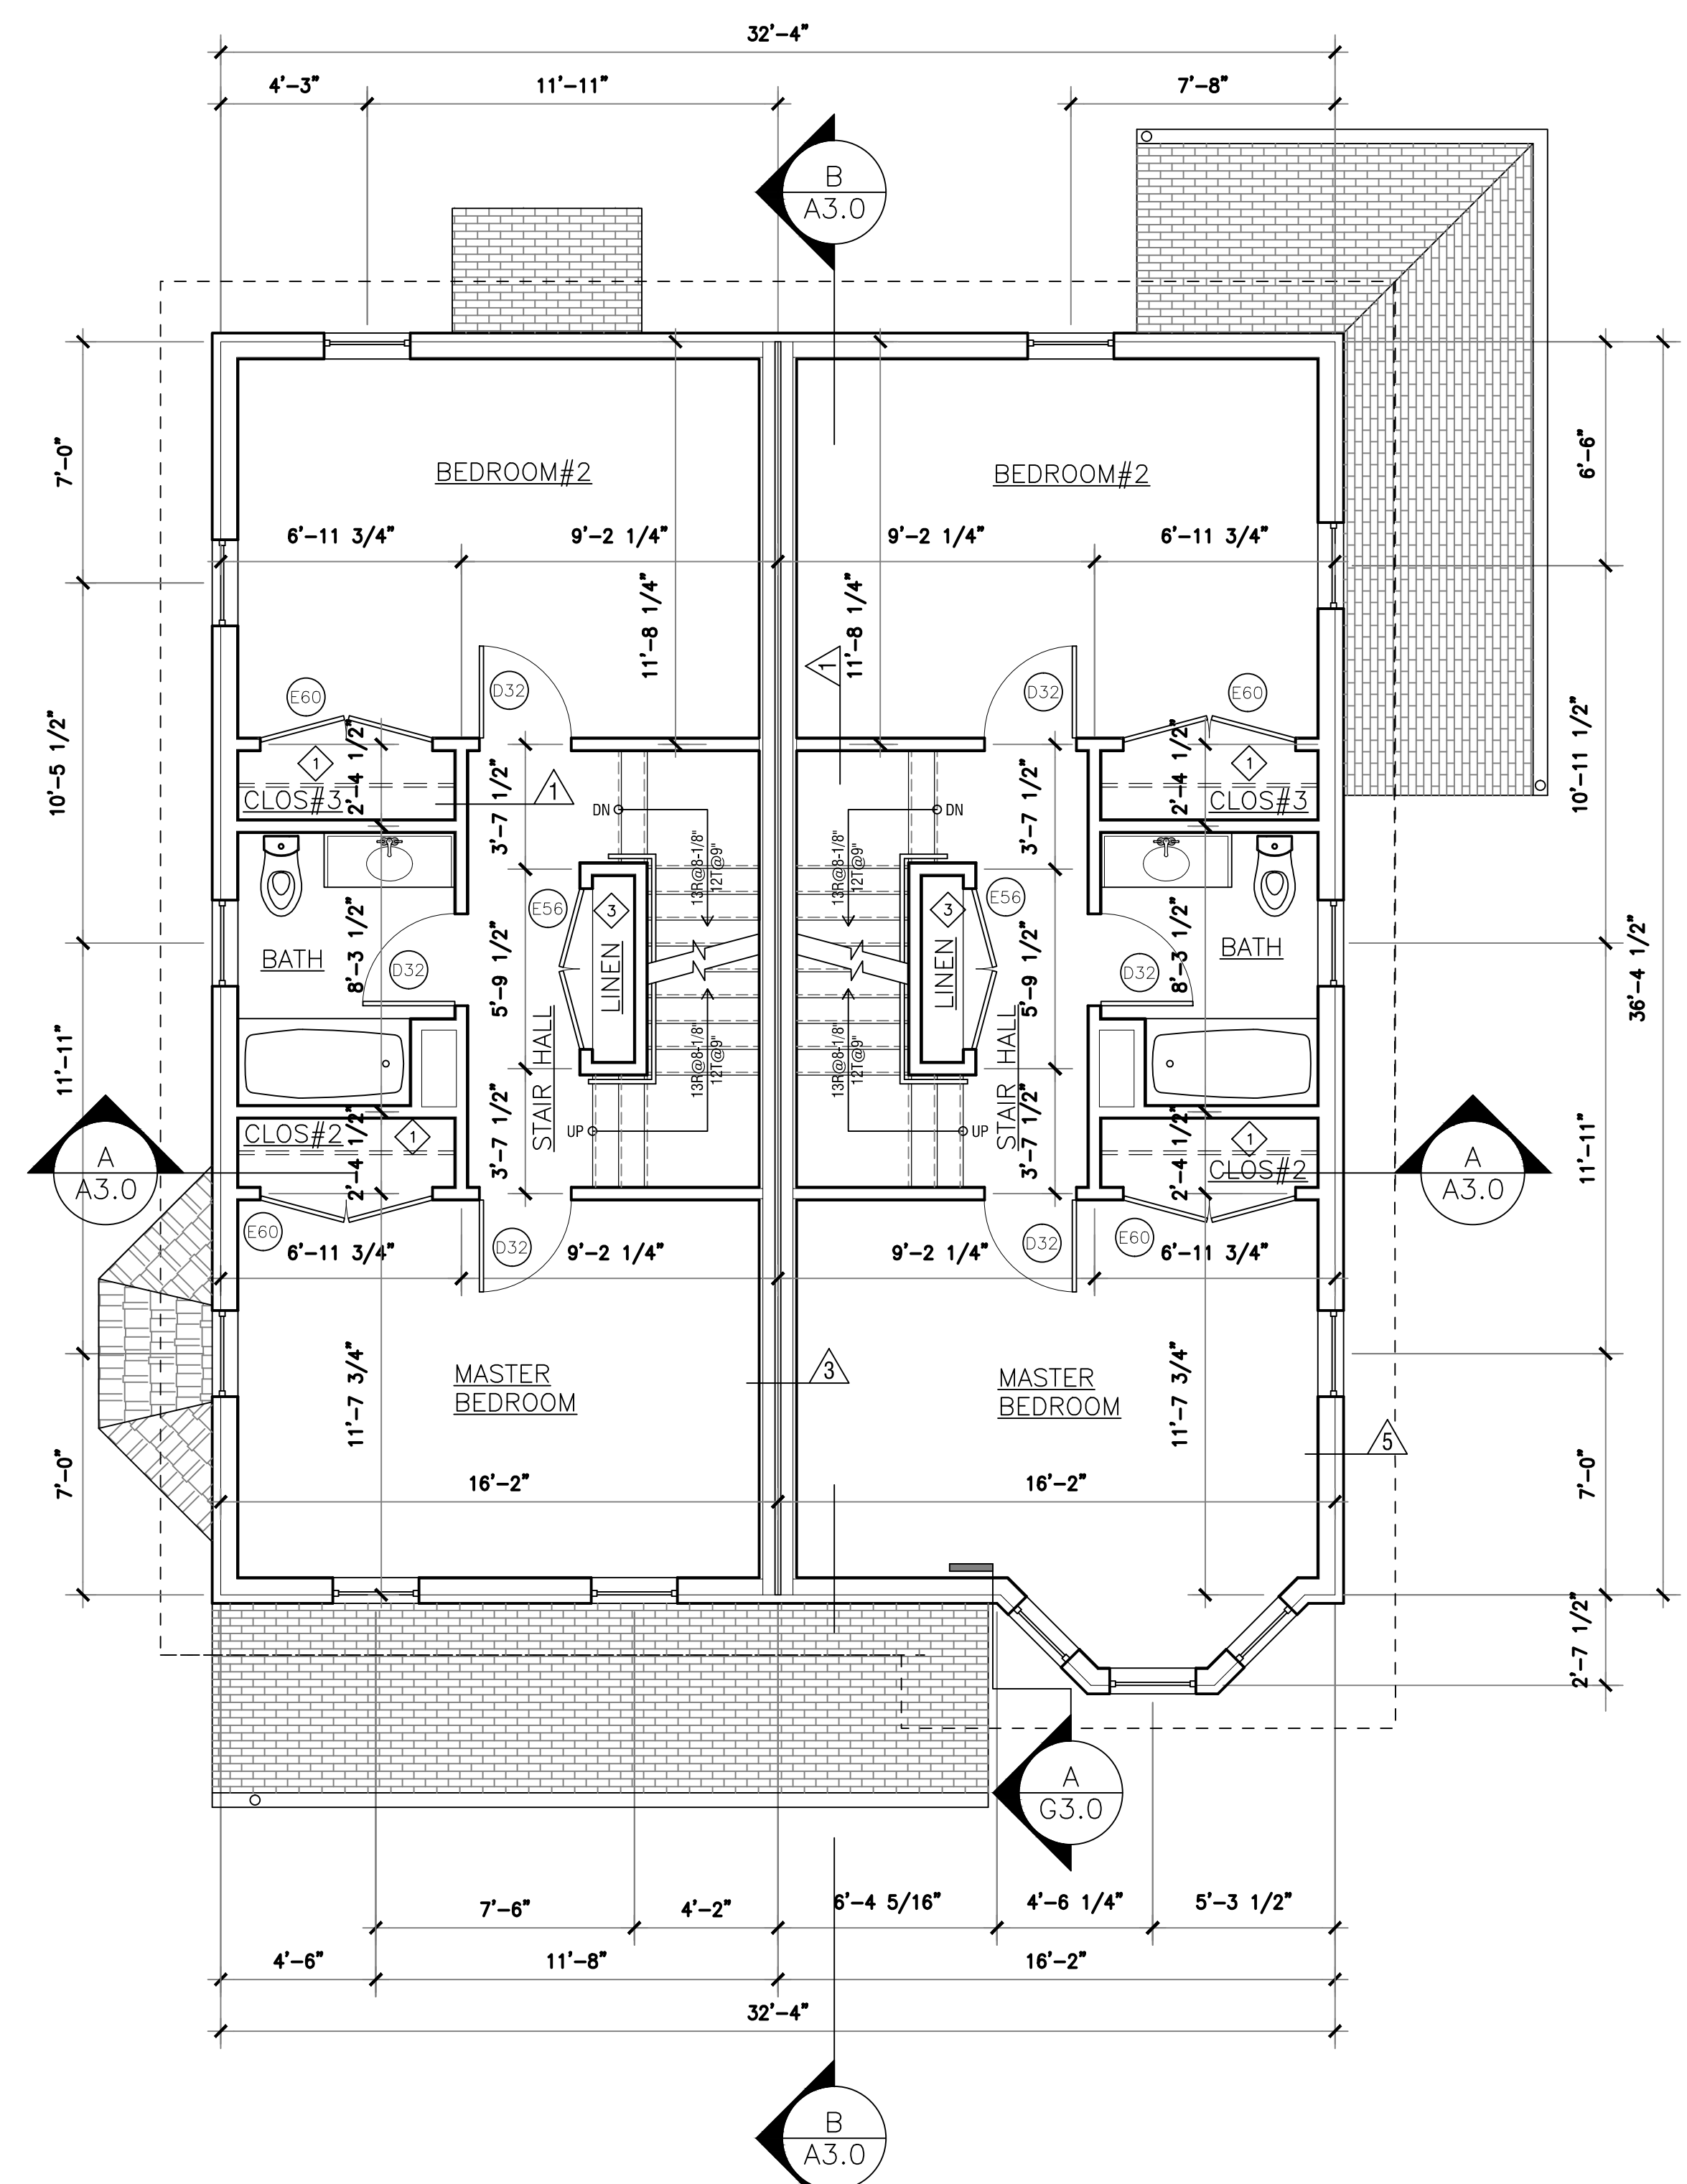 32'-4"
4'-3" 11'-11" 7'-8"
B
A3.0
7'-0"
6'-6"
BEDROOM#2 BEDROOM#2
6'-11 3/4" 9'-2 1/4" 9'-2 1/4" 6'-11 3/4"
11'-8 1/4" 11'-8 1/4"
1
E60 D32 D32 E60
10'-5 1/2" 10'-11 1/2"
1 2'-4 1/2" 3'-7 1/2" 3'-7 1/2" 2'-4 1/2" 1
CLOS#3 1 CLOS#3
DN DN
13R@8-1/8" 13R@8-1/8"
12T@9" 12T@9"
E56 3 3 E56
BATH 8'-3 1/2" D32 5'-9 1/2" LINEN LINEN 5'-9 1/2" D32 8'-3 1/2" BATH
36'-4 1/2"
11'-11"
STAIR HALL STAIR HALL
13R@8-1/8" 13R@8-1/8"
12T@9" 12T@9"
CLOS#2 1 2'-4 1/2" 3'-7 1/2" UP UP 3'-7 1/2" 2'-4 1/2" 1
CLOS#2
11'-11"
A A
A3.0 A3.0
E60 D32 D32 E60
6'-11 3/4" 9'-2 1/4" 9'-2 1/4" 6'-11 3/4"
11'-7 3/4" 11'-7 3/4"
3
MASTER MASTER
BEDROOM BEDROOM
5
7'-0" 16'-2" 16'-2" 7'-0"
2'-7 1/2"
A
G3.0
7'-6" 4'-2" 6'-4 5/16" 4'-6 1/4" 5'-3 1/2"
4'-6" 11'-8" 16'-2"
32'-4"
B
A3.0